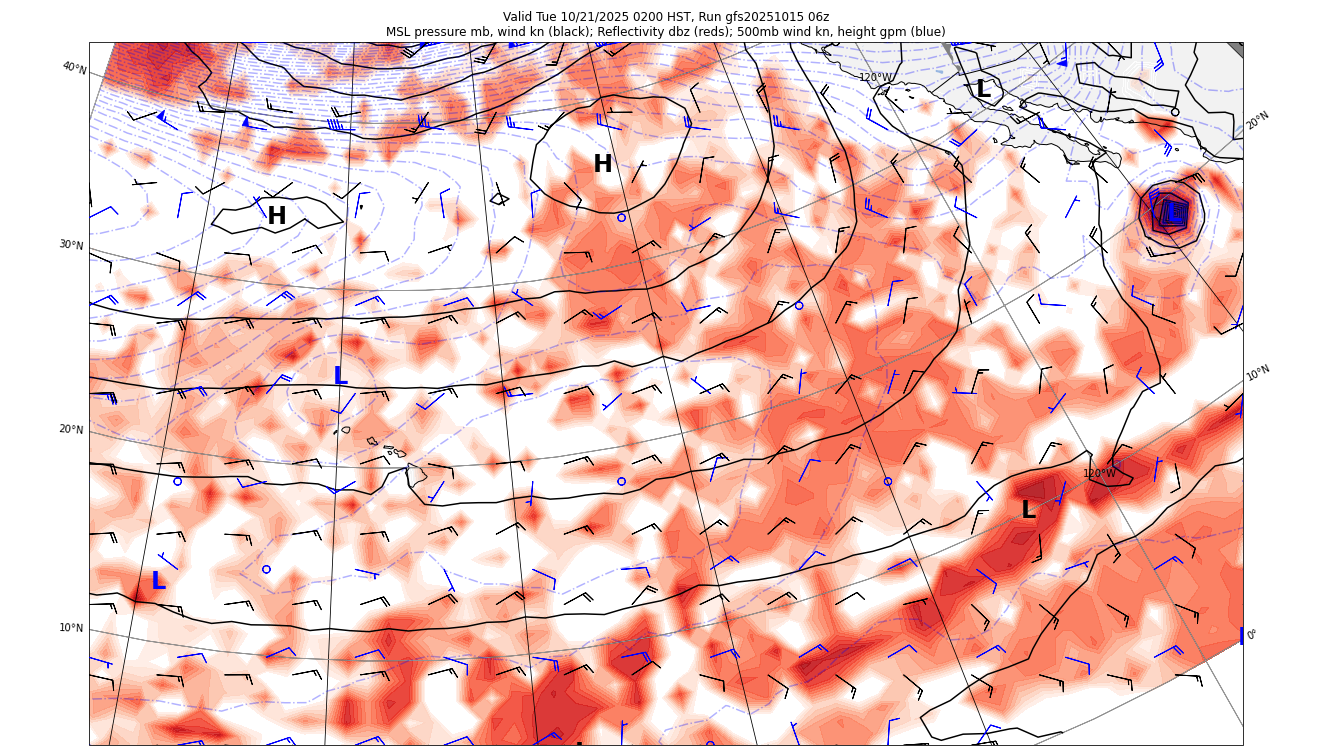 Valid Tue 10/21/2025 0200 HST, Run gfs20251015 06z
MSL pressure mb, wind kn (black); Reflectivity dbz (reds); 500mb wind kn, height gpm (blue)
40°N
120°W
L
20°N
H
H
L
30°N
L
10°N
20°N
120°W
L
L
10°N
0°